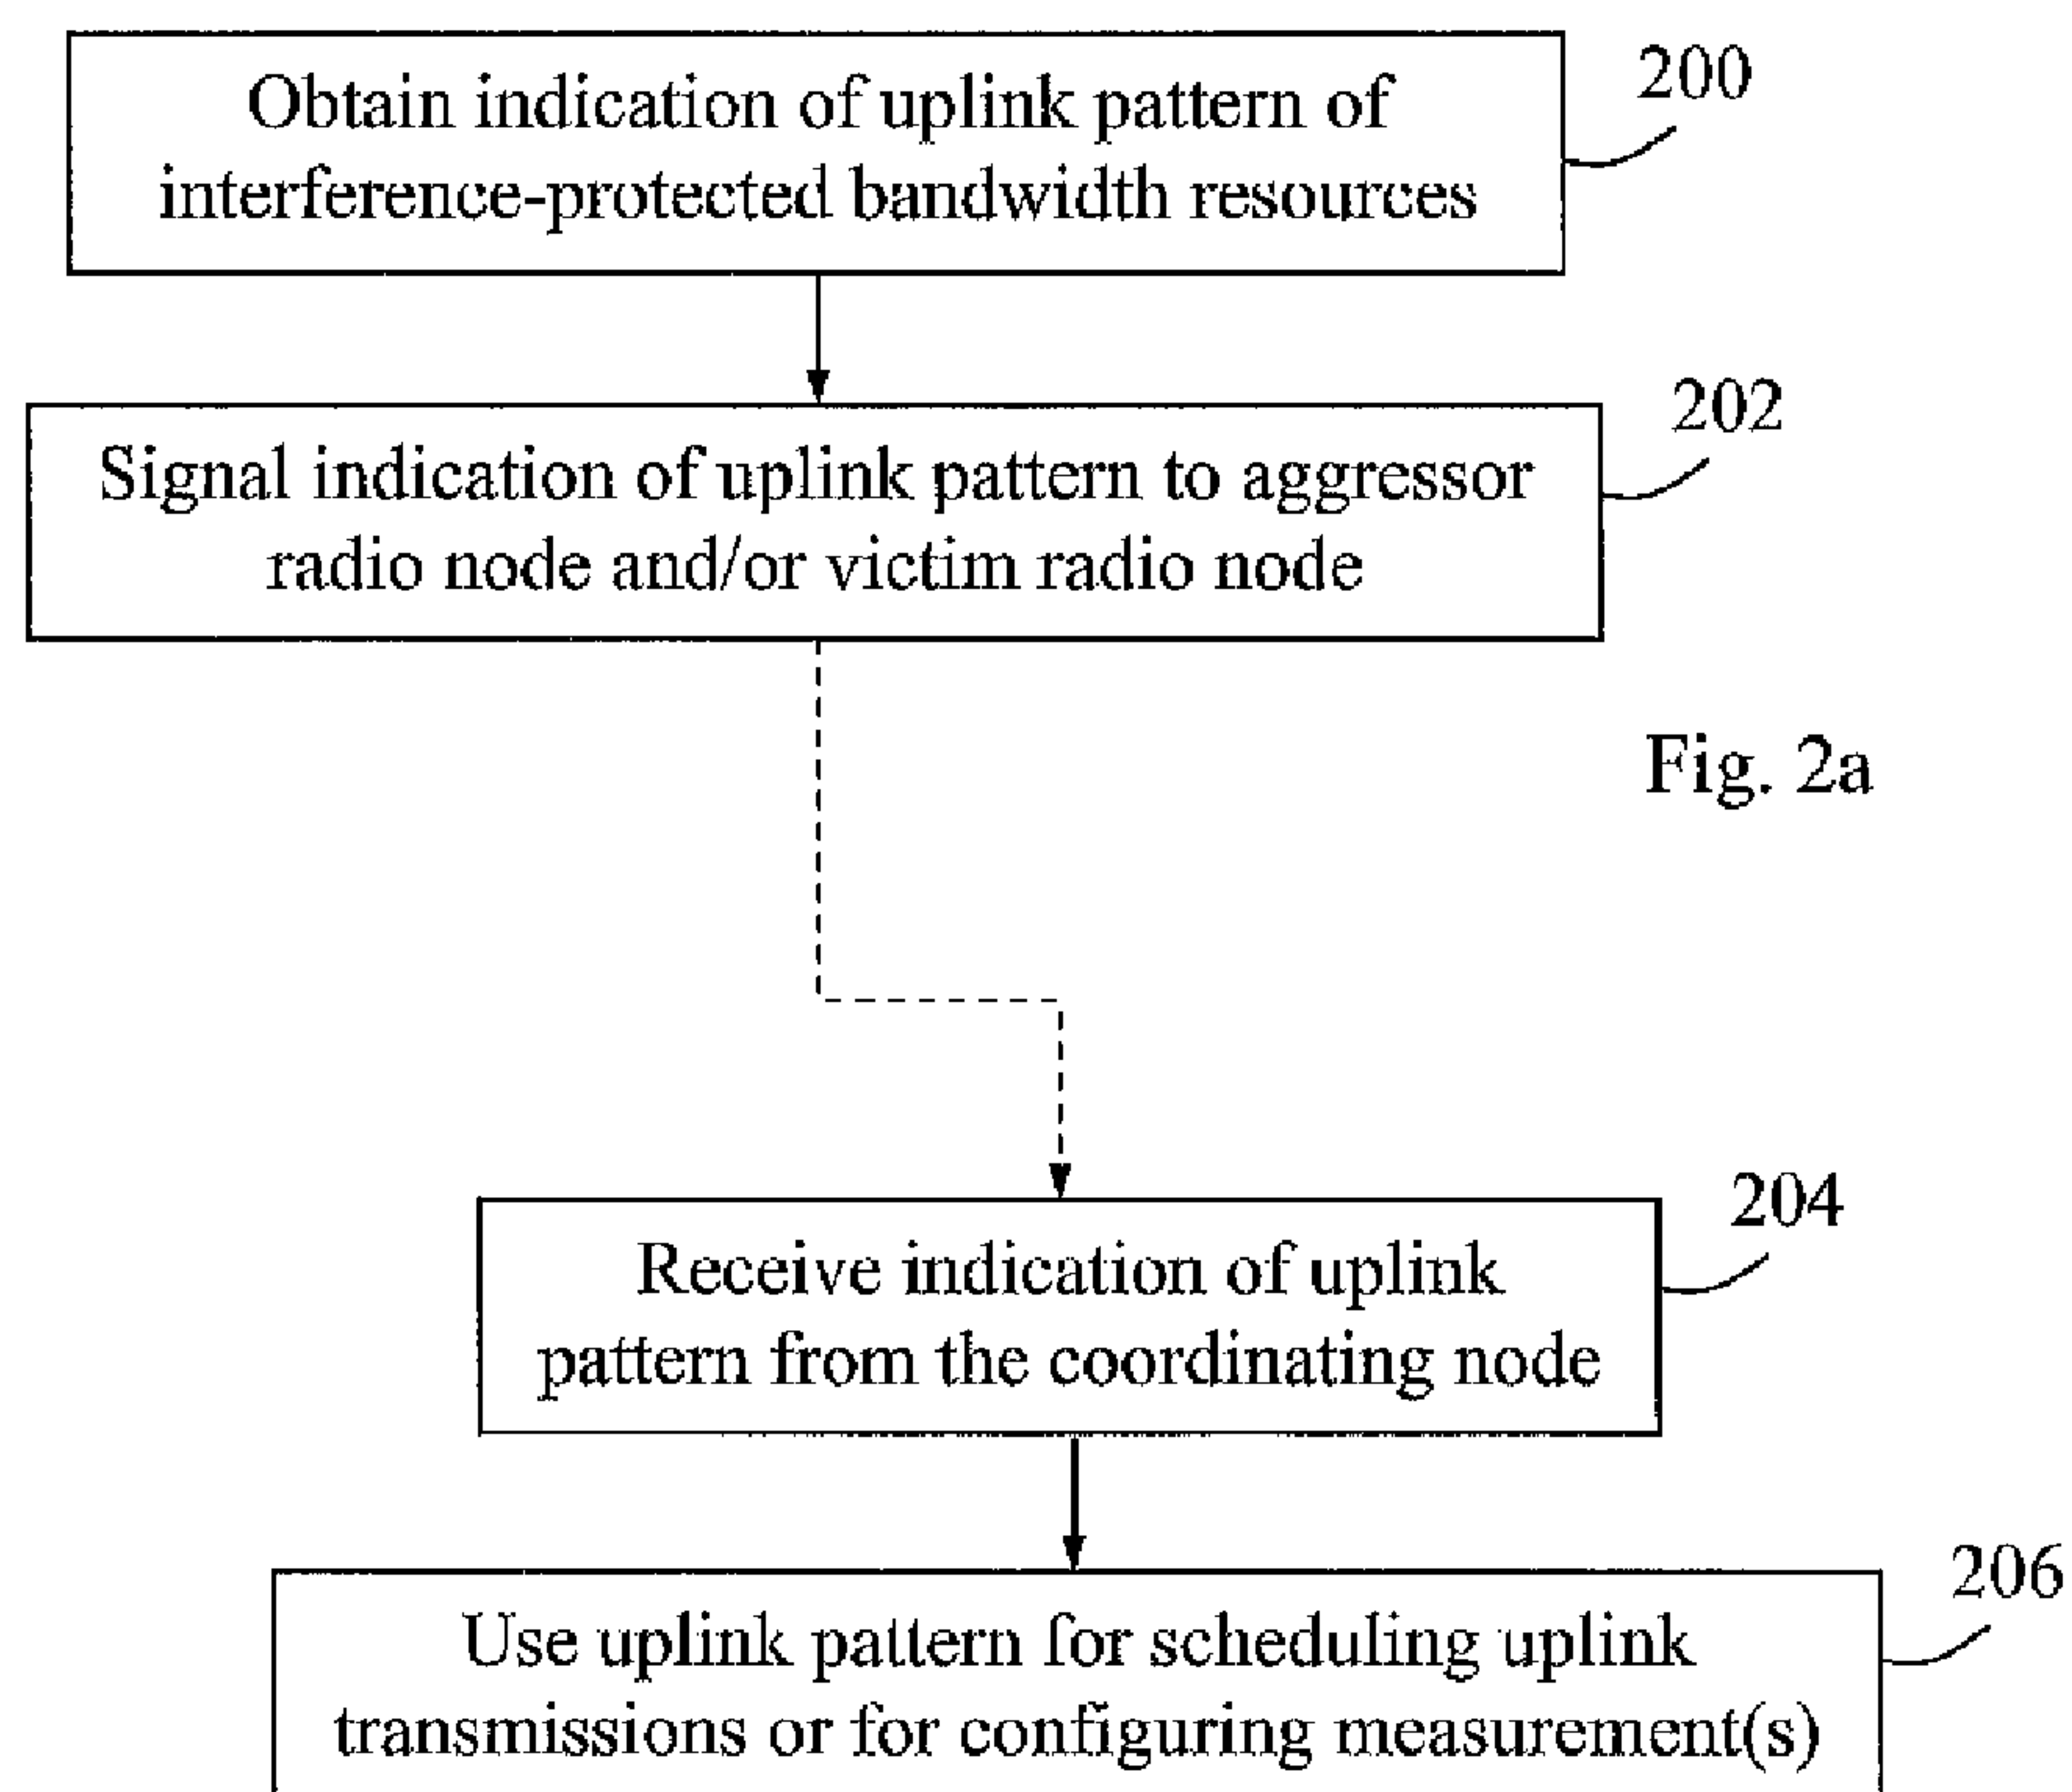 Obtain indication of uplink pattern of
interference-protected bandwidth resources
200
Signal indication of uplink pattern to aggressor
radio node and/or victim radio node
202
Fig. 2a
Receive indication of uplink
pattern from the coordinating node
204
Use uplink pattern for scheduling uplink
transmissions or for configuring measurement(s)
206